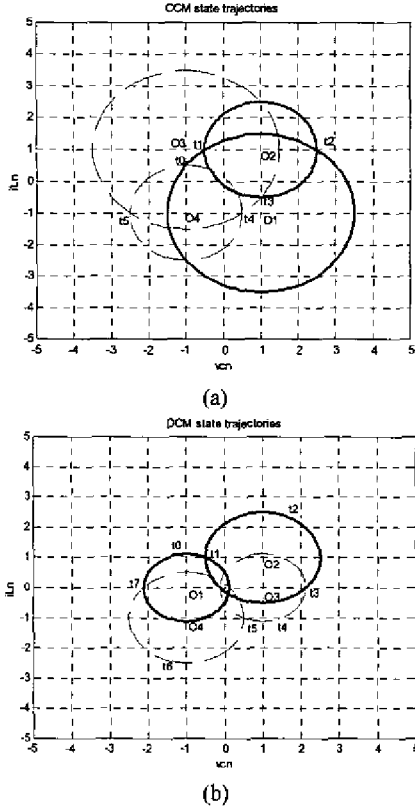 CCM state trajectories
5
4
3
2
1
0
-1
-2
-3
-4
-5
iLn
O3
t1
t2
t0
O2
t3
t5
O4
t4
O1
-5 -4 -3 -2 -1 0 1 2 3 4 5
vcn
(a)
DCM state trajectories
5
4
3
2
1
0
-1
-2
-3
-4
-5
iLn
t2
t0
t1
O2
t7
O1
O3
t3
O4
t5
t4
t6
-5 -4 -3 -2 -1 0 1 2 3 4 5
vcn
(b)